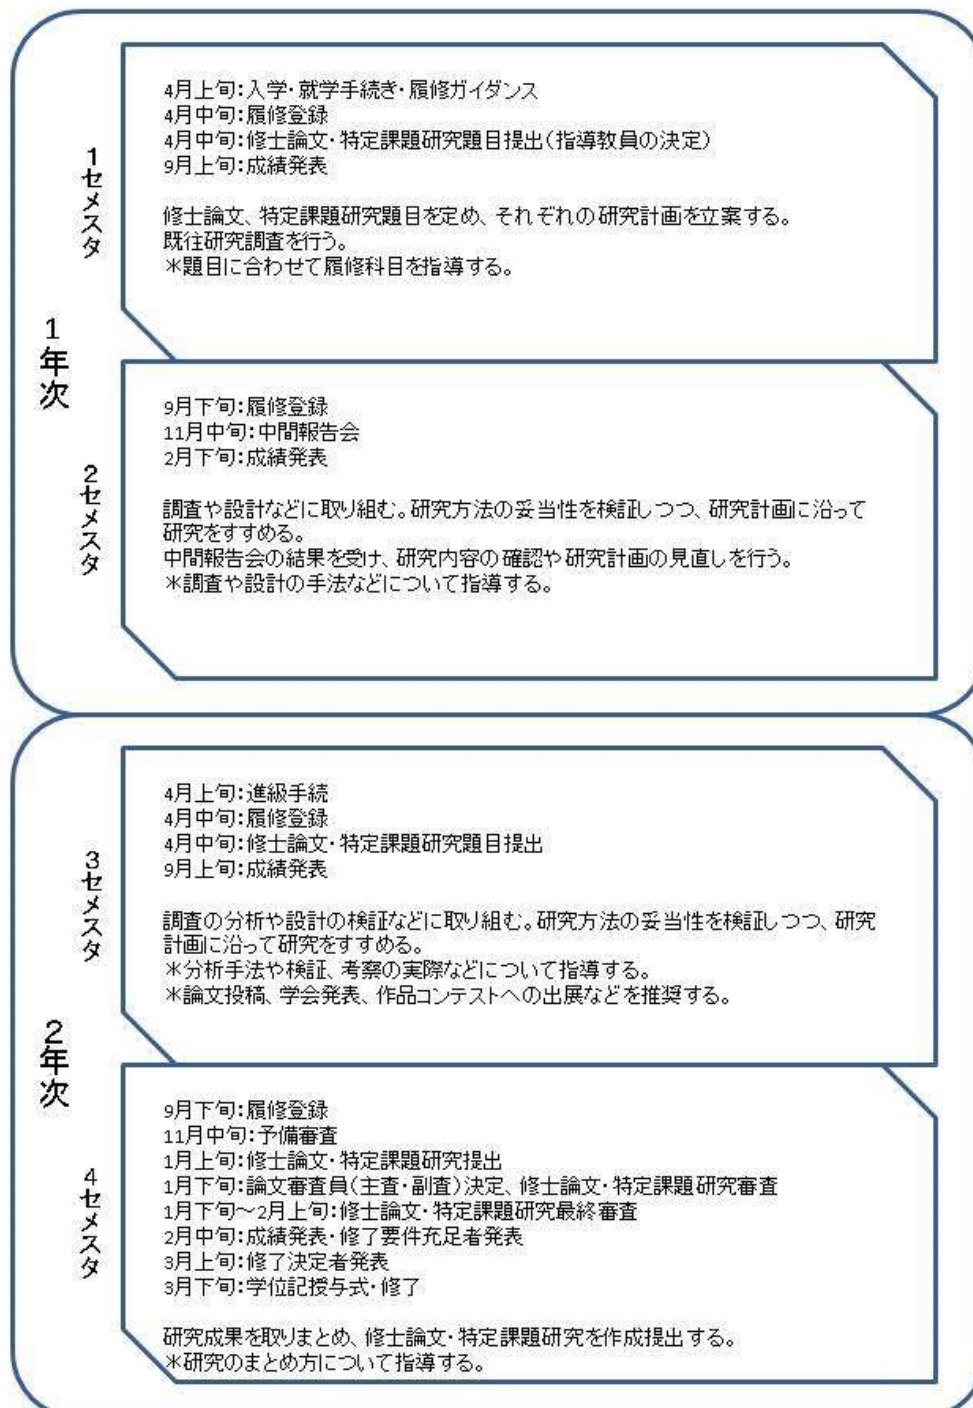 1年次
1セメスタ
4月上旬:入学・就学手続き・履修ガイダンス
4月中旬:履修登録
4月中旬:修士論文・特定課題研究題目提出(指導教員の決定)
9月上旬:成績発表
修士論文、特定課題研究題目を定め、それぞれの研究計画を立案する。
既往研究調査を行う。
*題目に合わせて履修科目を指導する。
2セメスタ
9月下旬:履修登録
11月中旬:中間報告会
2月下旬:成績発表
調査や設計などに取り組む。研究方法の妥当性を検証しつつ、研究計画に沿って
研究をすすめる。
中間報告会の結果を受け、研究内容の確認や研究計画の見直しを行う。
*調査や設計の手法などについて指導する。
2年次
3セメスタ
4月上旬:進級手続
4月中旬:履修登録
4月中旬:修士論文・特定課題研究題目提出
9月上旬:成績発表
調査の分析や設計の検証などに取り組む。研究方法の妥当性を検証しつつ、研究
計画に沿って研究をすすめる。
*分析手法や検証、考察の実際などについて指導する。
*論文投稿、学会発表、作品コンテストへの出展などを推奨する。
4セメスタ
9月下旬:履修登録
11月中旬:予備審査
1月上旬:修士論文・特定課題研究提出
1月下旬:論文審査員(主査・副査)決定、修士論文・特定課題研究審査
1月下旬~2月上旬:修士論文・特定課題研究最終審査
2月中旬:成績発表・修了要件充足者発表
3月上旬:修了決定者発表
3月下旬:学位記授与式・修了
研究成果を取りまとめ、修士論文・特定課題研究を作成提出する。
*研究のまとめ方について指導する。